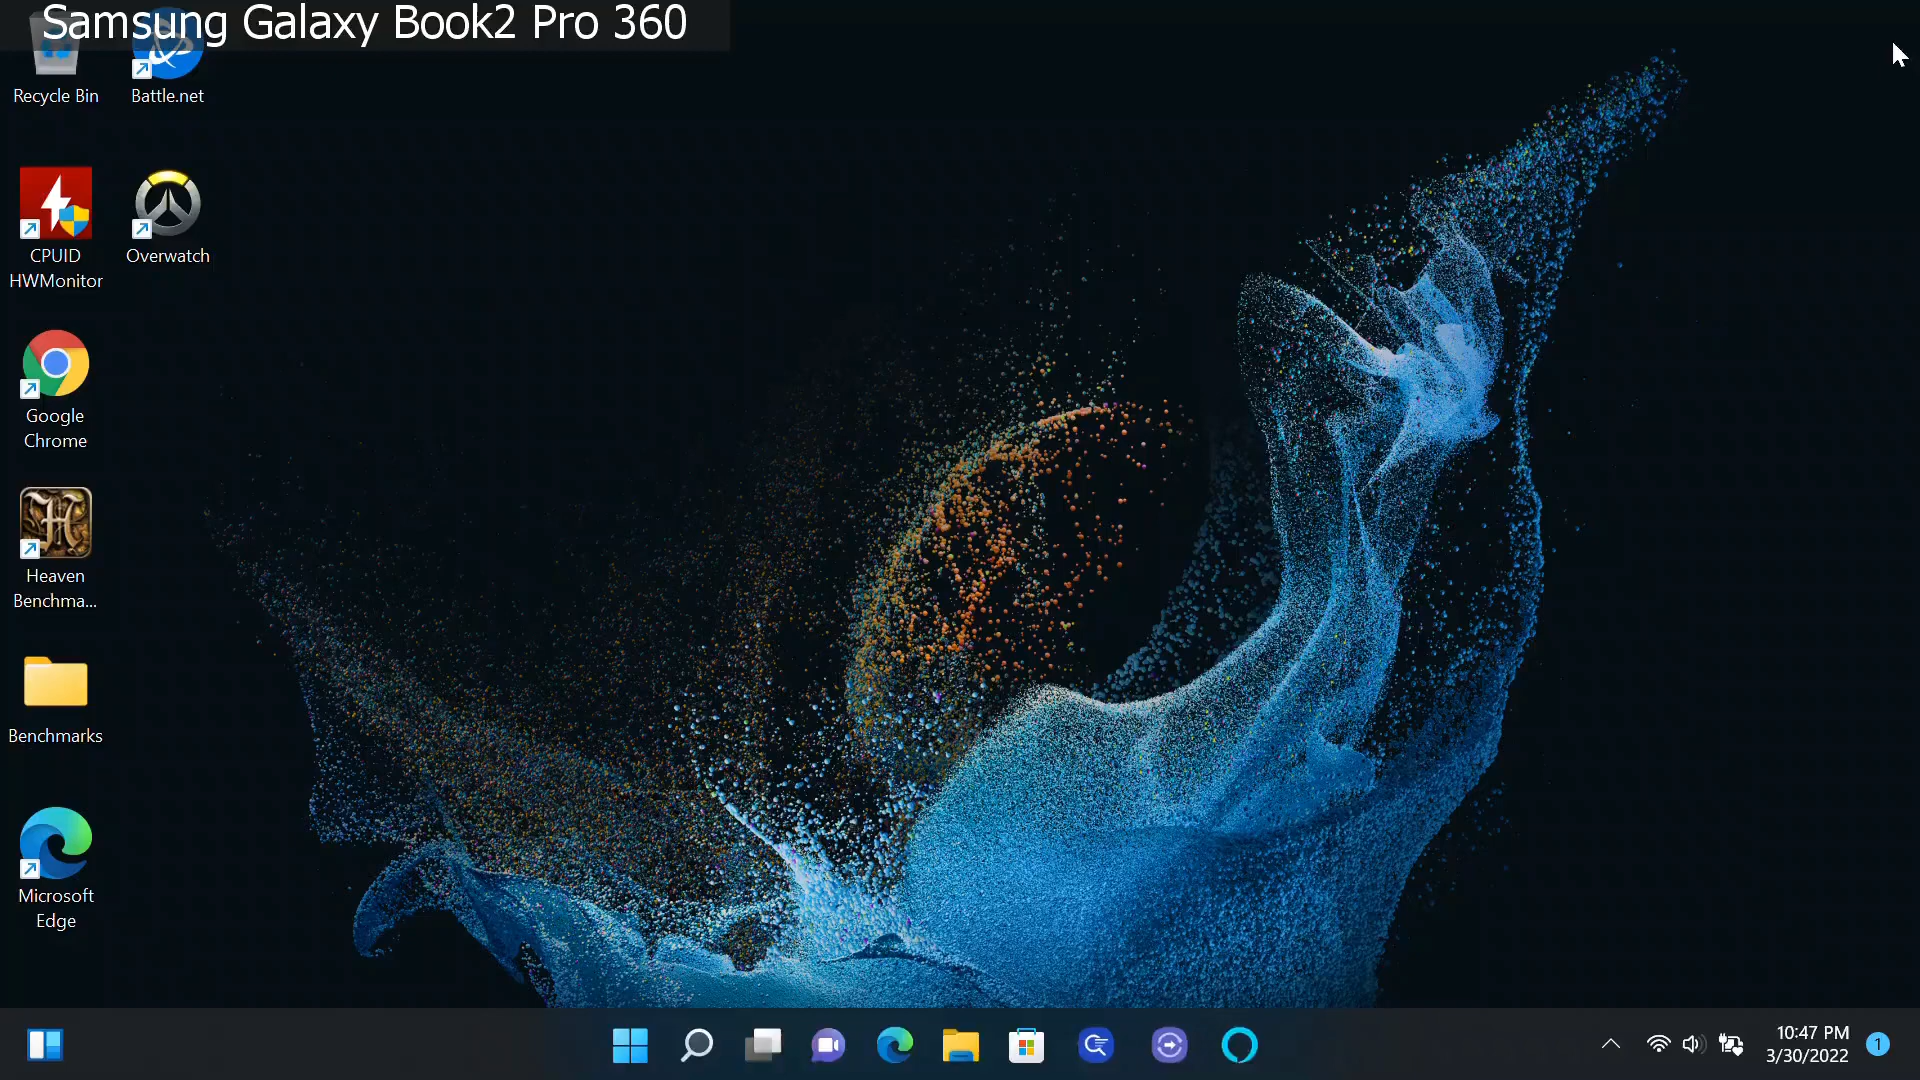 Samsung Galaxy Book2 Pro 360
Recycle Bin
Battle.net
CPUID
HWMonitor
Overwatch
Google
Chrome
Heaven
Benchma...
Benchmarks
Microsoft
Edge
10:47 PM
3/30/2022
1